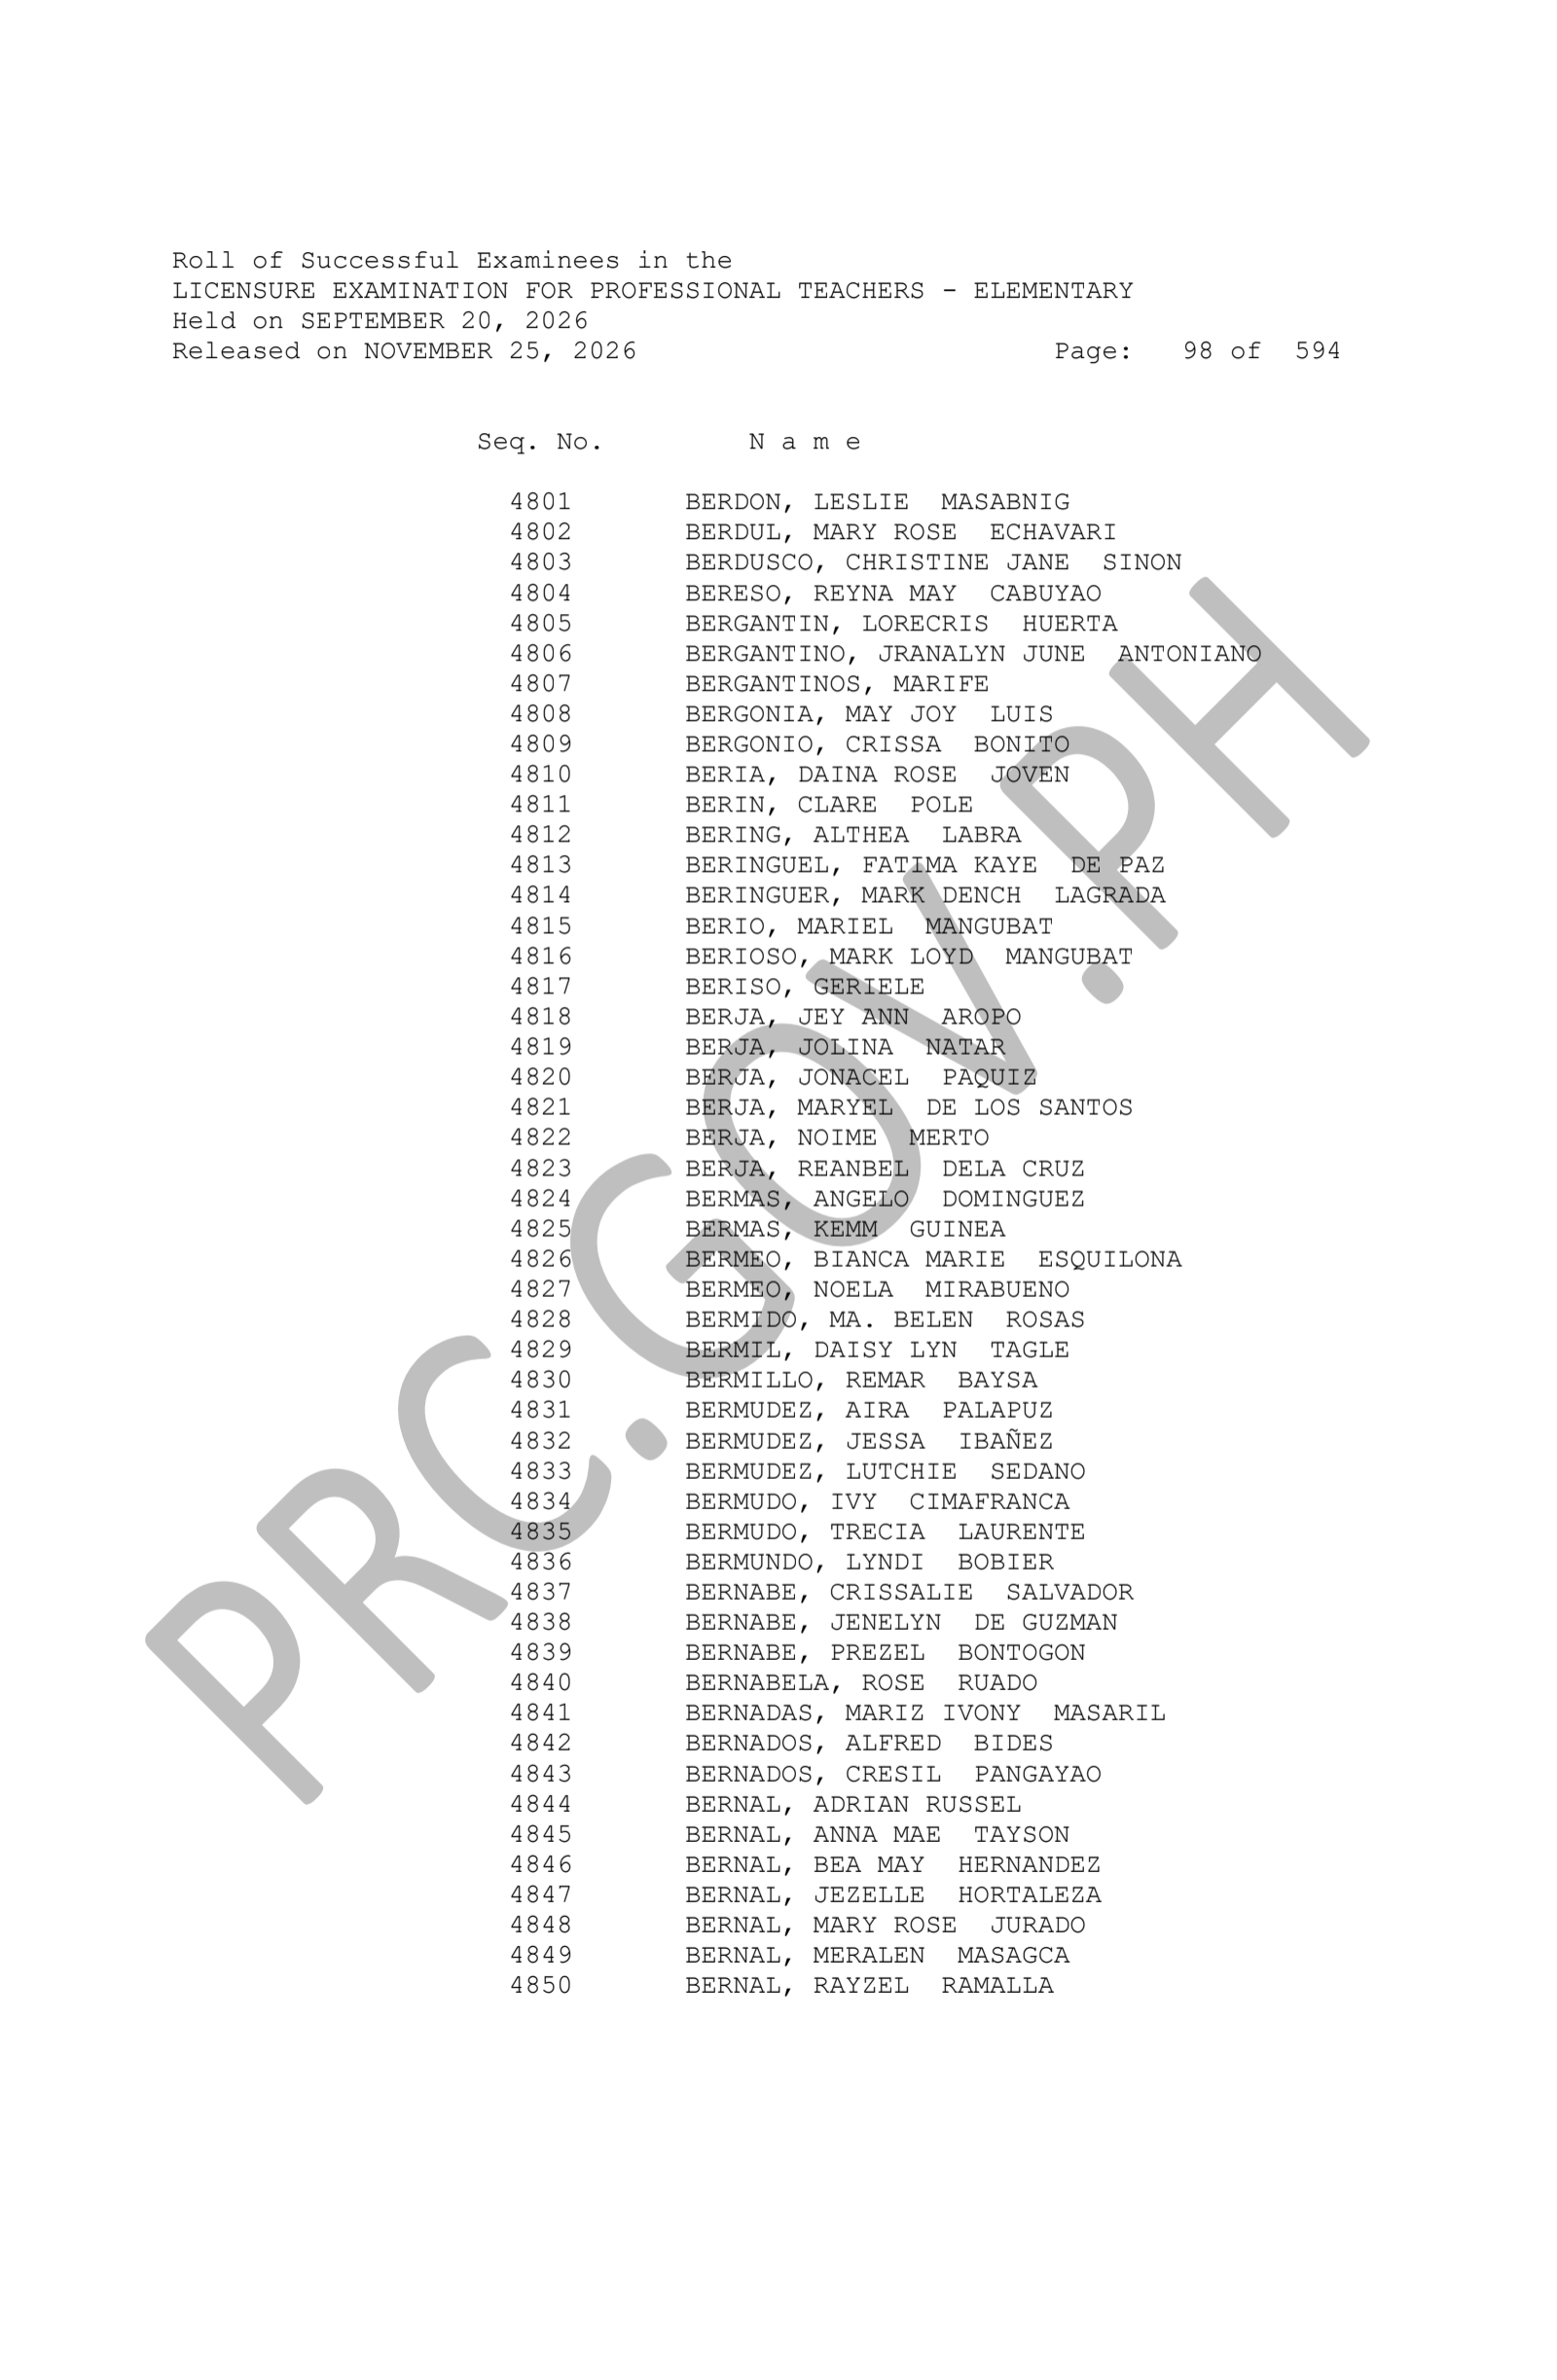 Roll of Successful Examinees in the
LICENSURE EXAMINATION FOR PROFESSIONAL TEACHERS - ELEMENTARY
Held on SEPTEMBER 20, 2026
Released on NOVEMBER 25, 2026 Page: 98 of 594
Seq. No. N a m e
4801 BERDON, LESLIE MASABNIG
4802 BERDUL, MARY ROSE ECHAVARI
4803 BERDUSCO, CHRISTINE JANE SINON
4804 BERESO, REYNA MAY CABUYAO
4805 BERGANTIN, LORECRIS HUERTA
4806 BERGANTINO, JRANALYN JUNE ANTONIANO
4807 BERGANTINOS, MARIFE
4808 BERGONIA, MAY JOY LUIS
4809 BERGONIO, CRISSA BONITO
4810 BERIA, DAINA ROSE JOVEN
4811 BERIN, CLARE POLE
4812 BERING, ALTHEA LABRA
4813 BERINGUEL, FATIMA KAYE DE PAZ
4814 BERINGUER, MARK DENCH LAGRADA
4815 BERIO, MARIEL MANGUBAT
4816 BERIOSO, MARK LOYD MANGUBAT
4817 BERISO, GERIELE
4818 BERJA, JEY ANN AROPO
4819 BERJA, JOLINA NATAR
4820 BERJA, JONACEL PAQUIZ
4821 BERJA, MARYEL DE LOS SANTOS
4822 BERJA, NOIME MERTO
4823 BERJA, REANBEL DELA CRUZ
4824 BERMAS, ANGELO DOMINGUEZ
4825 BERMAS, KEMM GUINEA
4826 BERMEO, BIANCA MARIE ESQUILONA
4827 BERMEO, NOELA MIRABUENO
4828 BERMIDO, MA. BELEN ROSAS
4829 BERMIL, DAISY LYN TAGLE
4830 BERMILLO, REMAR BAYSA
4831 BERMUDEZ, AIRA PALAPUZ
4832 BERMUDEZ, JESSA IBAÑEZ
4833 BERMUDEZ, LUTCHIE SEDANO
4834 BERMUDO, IVY CIMAFRANCA
4835 BERMUDO, TRECIA LAURENTE
4836 BERMUNDO, LYNDI BOBIER
4837 BERNABE, CRISSALIE SALVADOR
4838 BERNABE, JENELYN DE GUZMAN
4839 BERNABE, PREZEL BONTOGON
4840 BERNABELA, ROSE RUADO
4841 BERNADAS, MARIZ IVONY MASARIL
4842 BERNADOS, ALFRED BIDES
4843 BERNADOS, CRESIL PANGAYAO
4844 BERNAL, ADRIAN RUSSEL
4845 BERNAL, ANNA MAE TAYSON
4846 BERNAL, BEA MAY HERNANDEZ
4847 BERNAL, JEZELLE HORTALEZA
4848 BERNAL, MARY ROSE JURADO
4849 BERNAL, MERALEN MASAGCA
4850 BERNAL, RAYZEL RAMALLA
PRC.GOV.PH